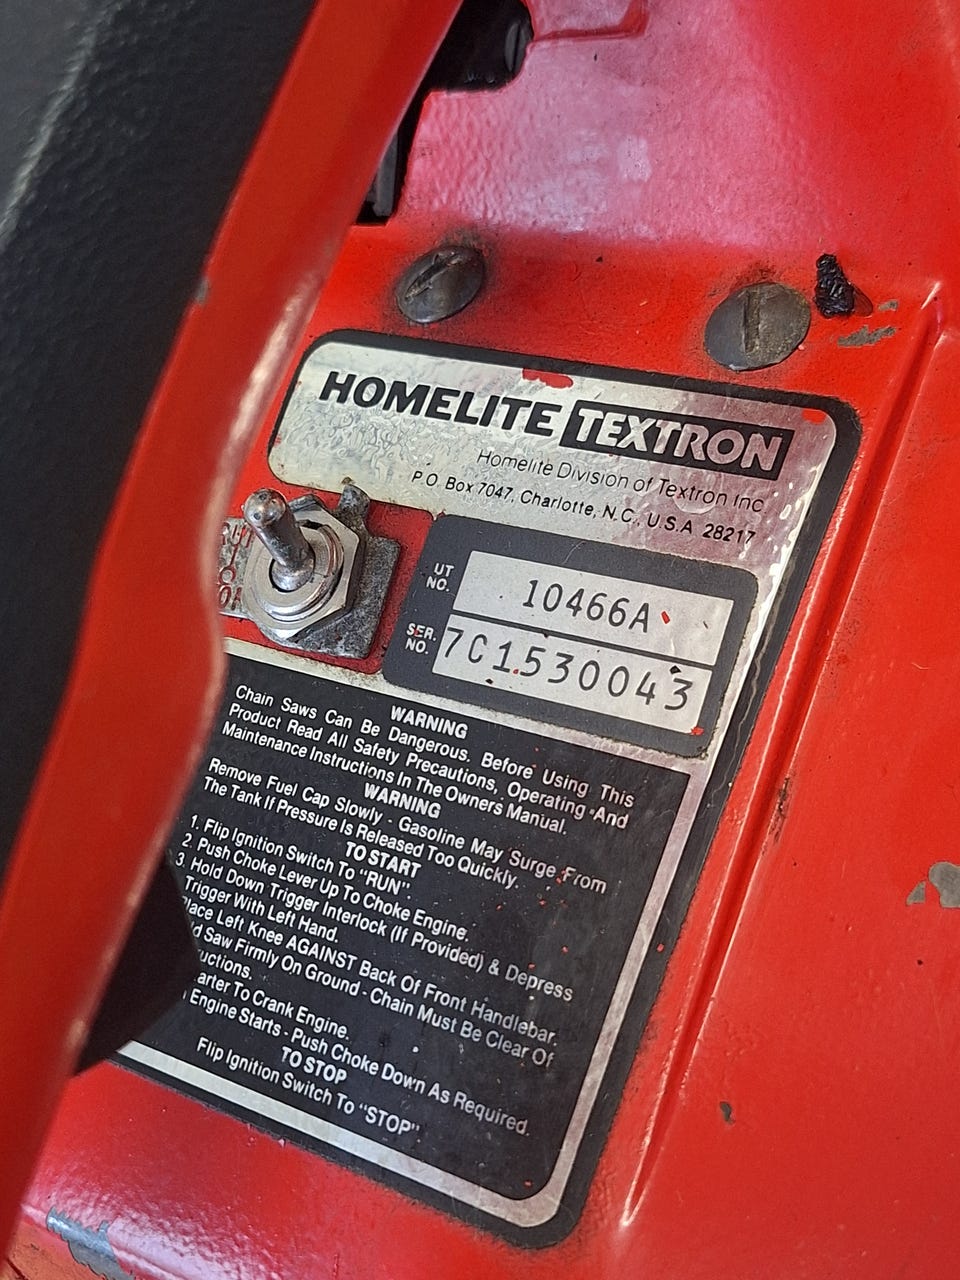 HOMELITE TEXTRON
Homelite Division of Textron Inc
P.O. Box 7047, Charlotte, N.C., U.S.A 28217
UT NO. 10466A
SER. NO. 7C1530043
WARNING
Chain Saws Can Be Dangerous. Before Using This
Product Read All Safety Precautions, Operating And
Maintenance Instructions In The Owners Manual.
WARNING
Remove Fuel Cap Slowly - Gasoline May Surge From
The Tank If Pressure Is Released Too Quickly.
TO START
1. Flip Ignition Switch To "RUN".
2. Push Choke Lever Up To Choke Engine.
3. Hold Down Trigger Interlock (If Provided) & Depress
Trigger With Left Hand.
Left Knee AGAINST Back Of Front Handlebar.
Saw Firmly On Ground - Chain Must Be Clear Of
To Crank Engine.
Engine Starts - Push Choke Down As Required.
TO STOP
Flip Ignition Switch To "STOP"